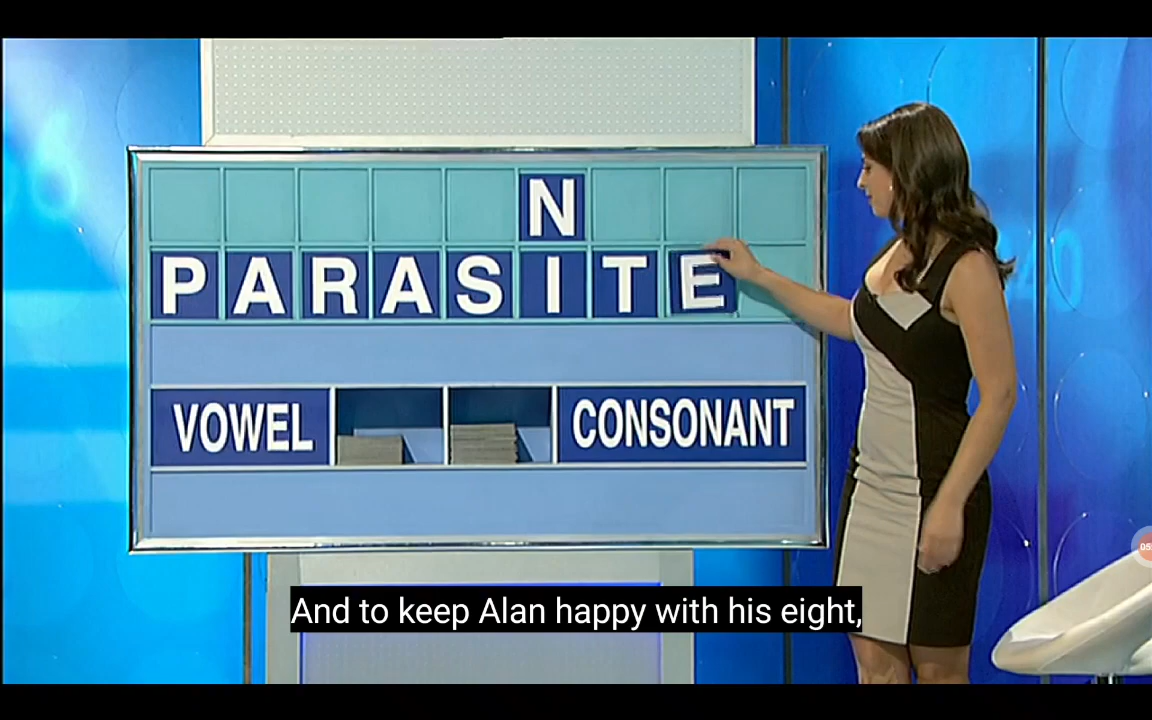 N
PARASITE
VOWEL
CONSONANT
And to keep Alan happy with his eight,